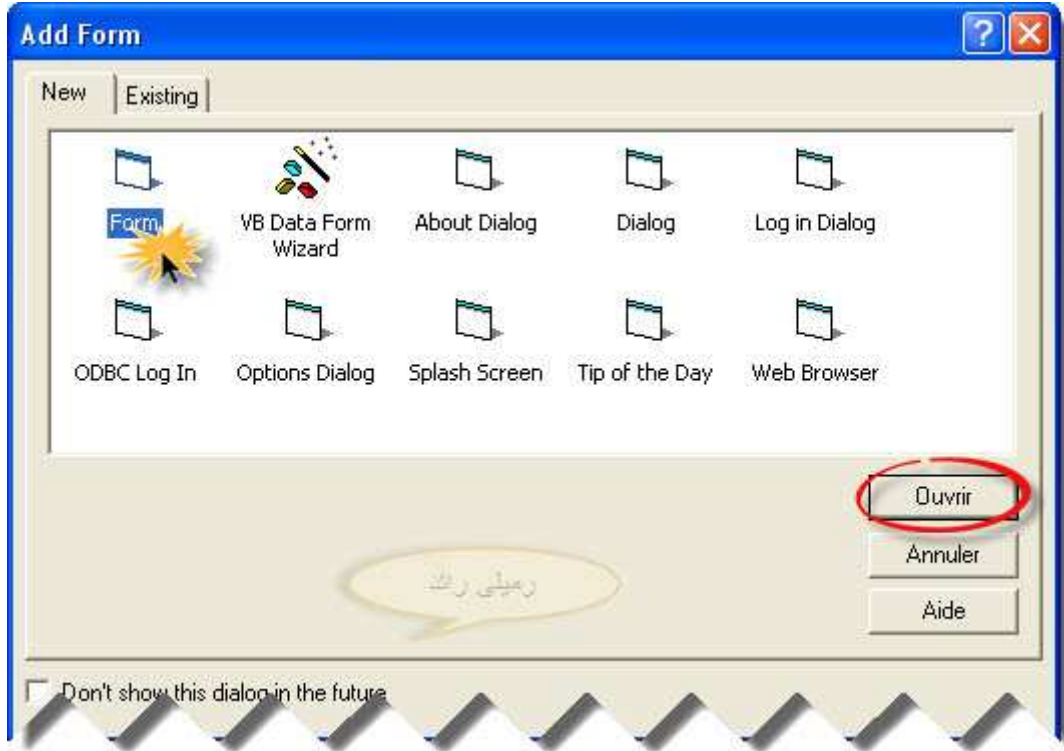 Add Form
New Existing
Form VB Data Form Wizard About Dialog Dialog Log in Dialog
ODBC Log In Options Dialog Splash Screen Tip of the Day Web Browser
Ouvrir
Annuler
رميلي رائد
Aide
Don't show this dialog in the future